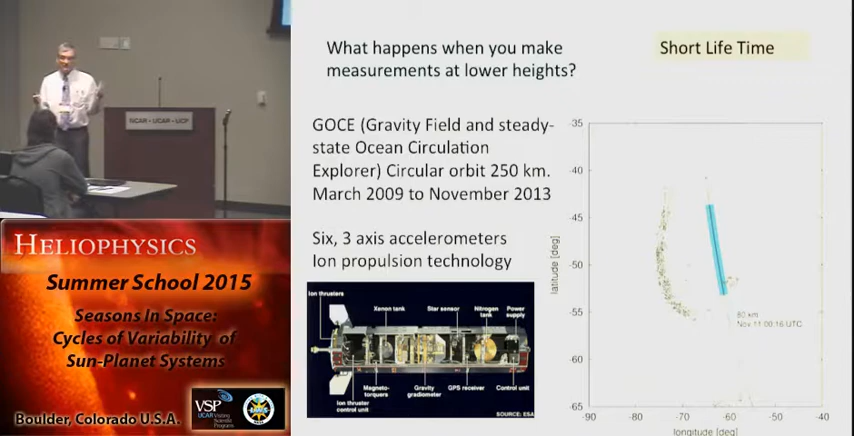 NCAR • UCAR • UCP
HELIOPHYSICS
Summer School 2015
Seasons In Space:
Cycles of Variability of
Sun-Planet Systems
Boulder, Colorado U.S.A.
VSP
UCAR Visiting
Scientist
Programs
What happens when you make
measurements at lower heights?
Short Life Time
GOCE (Gravity Field and steady-
state Ocean Circulation
Explorer) Circular orbit 250 km.
March 2009 to November 2013
Six, 3 axis accelerometers
Ion propulsion technology
Ion thrusters
Xenon tank
Star sensor
Nitrogen
tank
Power
supply
Magneto-
torquers
Gravity
gradiometer
GPS receiver
Control unit
Ion thruster
control unit
SOURCE: ESA
-35
-40
-45
-50
-55
-60
-65
latitude [deg]
80 km
Nov 11 00:16 UTC
-90
-80
-70
-60
-50
-40
longitude [deg]